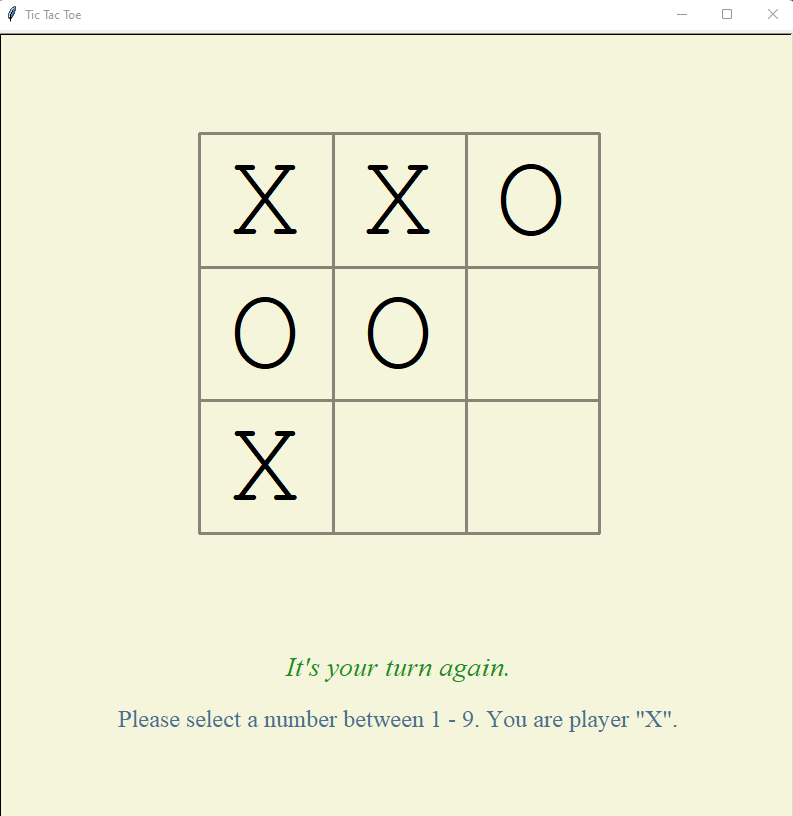 Tic Tac Toe
X X O
O O
X
It's your turn again.
Please select a number between 1 - 9. You are player "X".